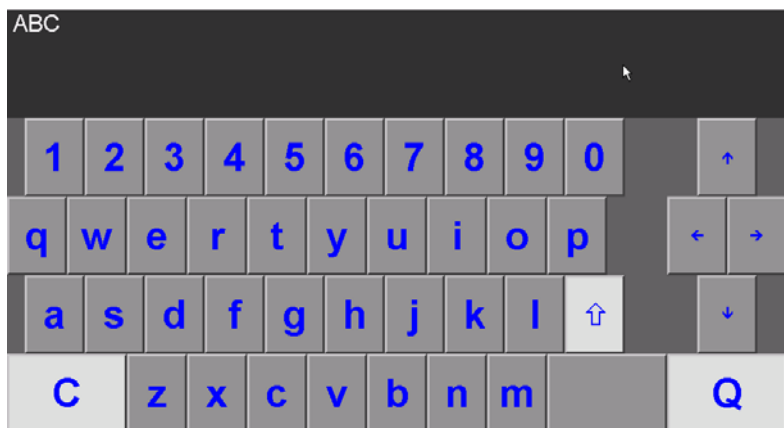 ABC
1 2 3 4 5 6 7 8 9 0 ↑
q w e r t y u i o p ← →
a s d f g h j k l ⇧ ↓
C z x c v b n m Q